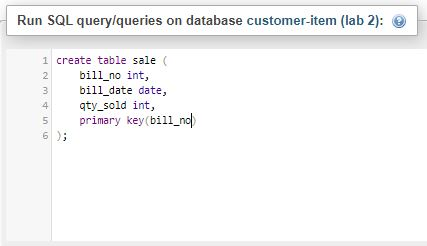 Run SQL query/queries on database customer-item (lab 2):
1 create table sale (
2 bill_no int,
3 bill_date date,
4 qty_sold int,
5 primary key(bill_no)
6 );